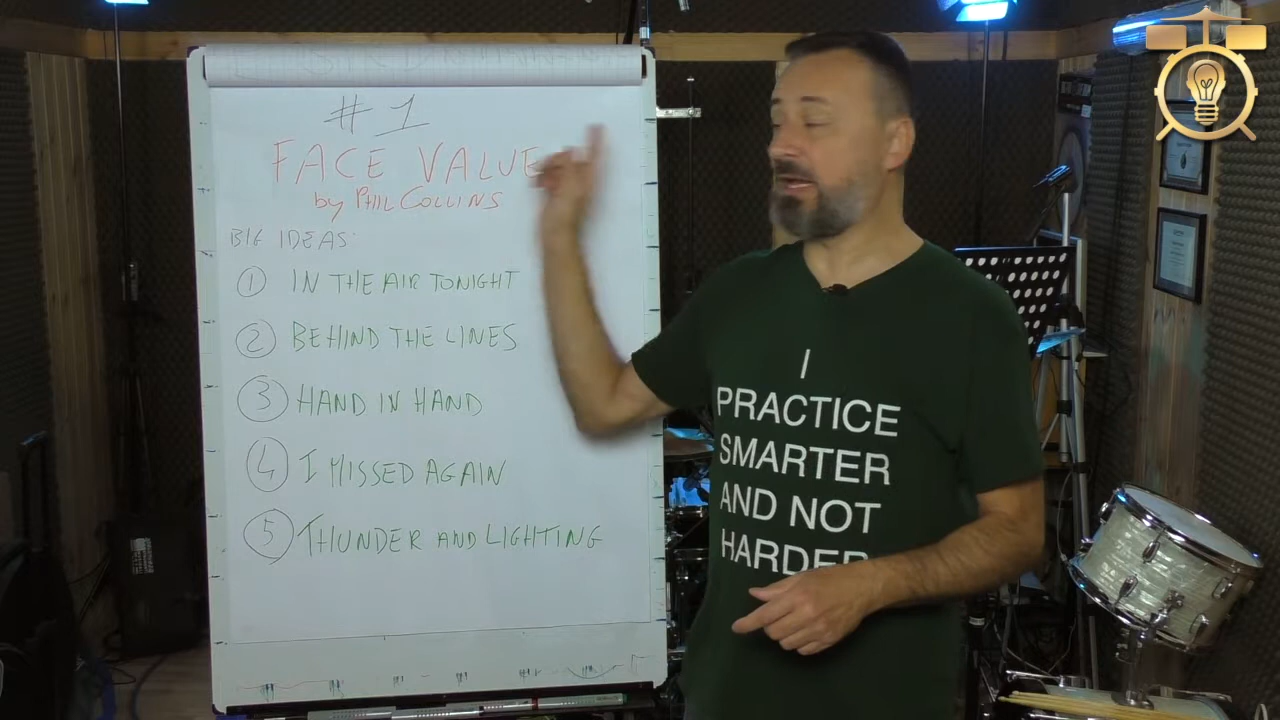 # 1
FACE VALUE
by PHIL COLLINS
BIG IDEAS:
1 IN THE AIR TONIGHT
2 BEHIND THE LINES
3 HAND IN HAND
4 I MISSED AGAIN
5 THUNDER AND LIGHTING
I
PRACTICE
SMARTER
AND NOT
HARDER